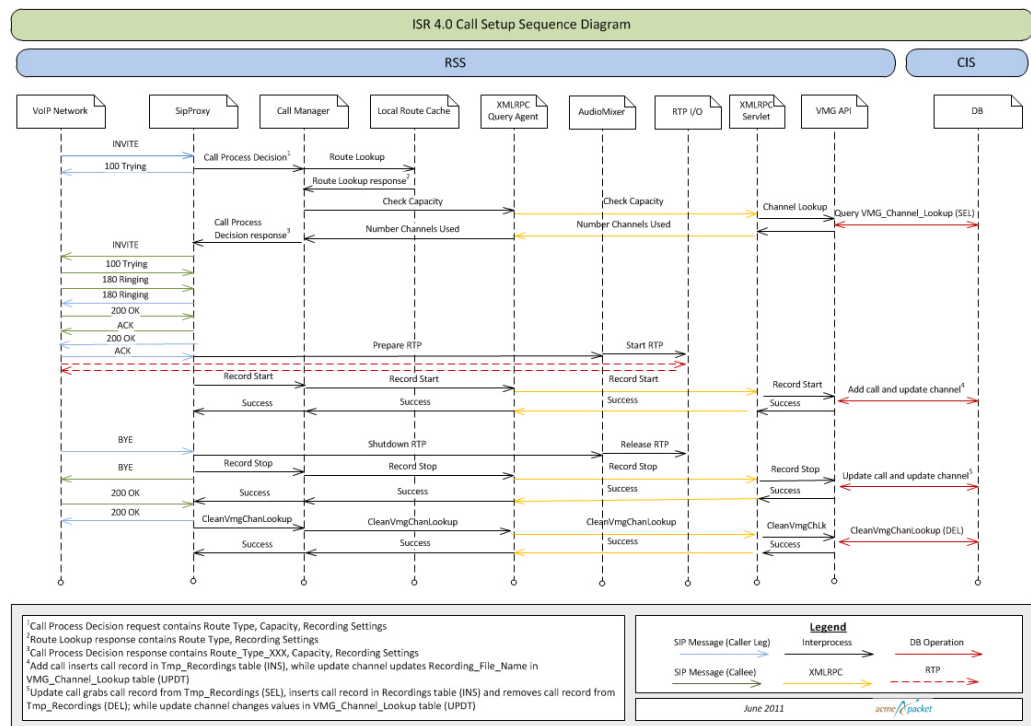 ISR 4.0 Call Setup Sequence Diagram
RSS
CIS
VoIP Network
SipProxy
Call Manager
Local Route Cache
XMLRPC
Query Agent
AudioMixer
RTP I/O
XMLRPC
Servlet
VMG API
DB
INVITE
Call Process Decision1
Route Lookup
100 Trying
Route Lookup response2
Check Capacity
Check Capacity
Channel Lookup
Query VMG_Channel_Lookup (SEL)
Call Process
Decision response3
Number Channels Used
Number Channels Used
INVITE
100 Trying
180 Ringing
180 Ringing
200 OK
ACK
200 OK
ACK
Prepare RTP
Start RTP
Record Start
Record Start
Record Start
Record Start
Add call and update channel4
Success
Success
Success
Success
BYE
Shutdown RTP
Release RTP
BYE
Record Stop
Record Stop
Record Stop
Record Stop
Update call and update channel5
Success
Success
Success
Success
200 OK
200 OK
CleanVmgChanLookup
CleanVmgChanLookup
CleanVmgChanLookup
CleanVmgChLk
CleanVmgChanLookup (DEL)
Success
Success
Success
Success
1Call Process Decision request contains Route Type, Capacity, Recording Settings
2Route Lookup response contains Route Type, Recording Settings
3Call Process Decision response contains Route_Type_XXX, Capacity, Recording Settings
4Add call inserts call record in Tmp_Recordings table (INS), while update channel updates Recording_File_Name in
VMG_Channel_Lookup table (UPDT)
5Update call grabs call record from Tmp_Recordings (SEL), inserts call record in Recordings table (INS) and removes call record from
Tmp_Recordings (DEL); while update channel changes values in VMG_Channel_Lookup table (UPDT)
Legend
SIP Message (Caller Leg)
Interprocess
DB Operation
SIP Message (Callee)
XMLRPC
RTP
June 2011
acme packet